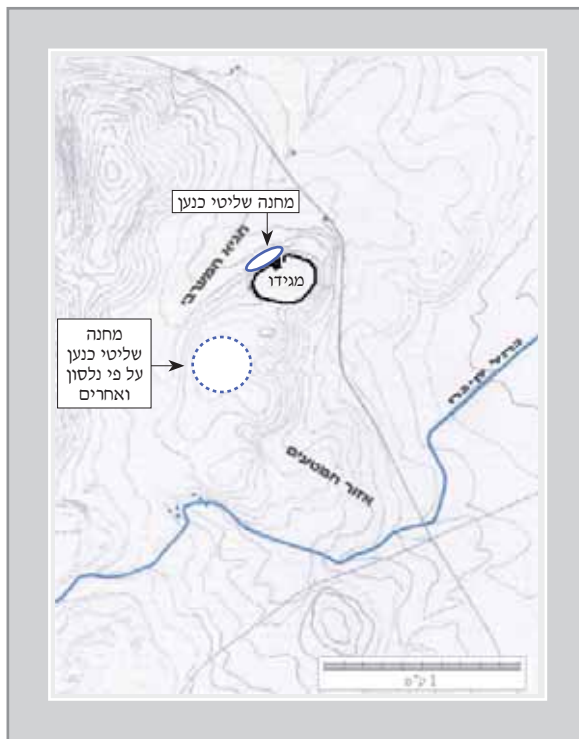 מחנה שליטי כנען
הגיא המערבי
מגידו
מחנה
שליטי כנען
על פי נלסון
ואחרים
נחל קיני
אזור המטעים
1 ק"מ